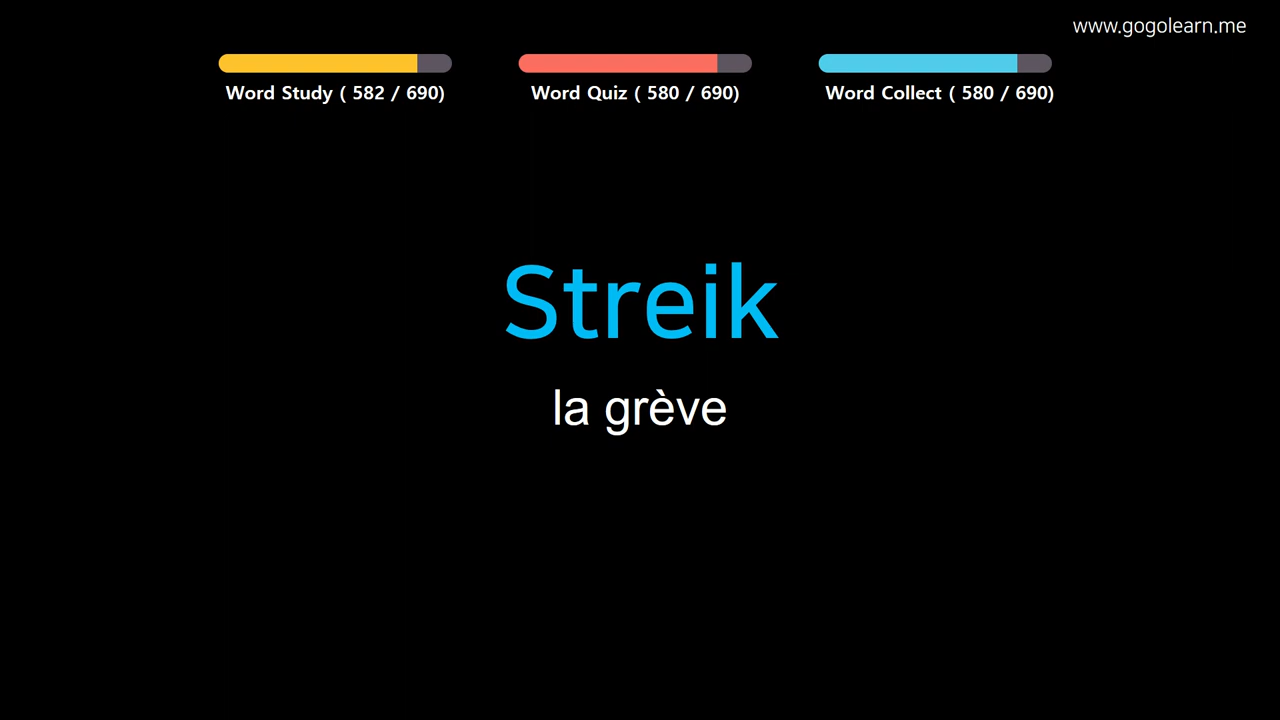 www.gogolearn.me
Word Study ( 582 / 690)
Word Quiz ( 580 / 690)
Word Collect ( 580 / 690)
Streik
la grève